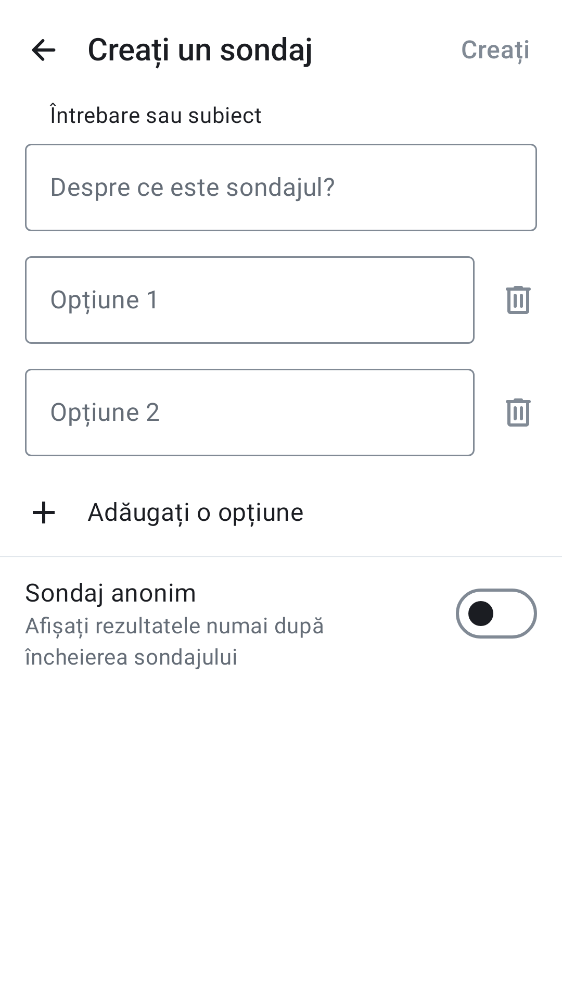 Creați un sondaj
Creați
Întrebare sau subiect
Despre ce este sondajul?
Opțiune 1
Opțiune 2
Adăugați o opțiune
Sondaj anonim
Afișați rezultatele numai după
încheierea sondajului